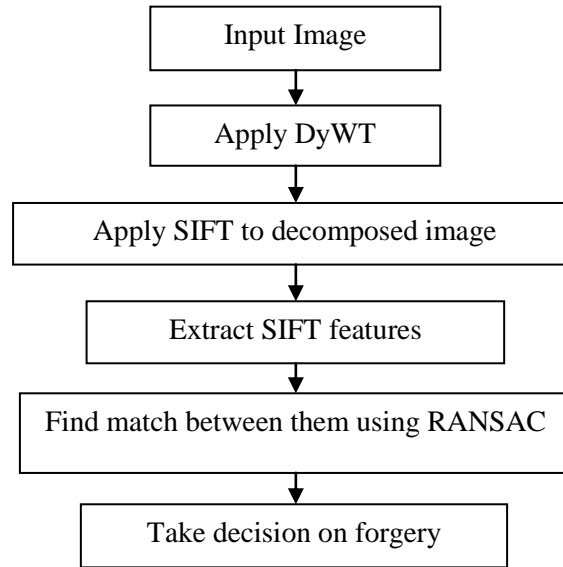 Input Image
Apply DyWT
Apply SIFT to decomposed image
Extract SIFT features
Find match between them using RANSAC
Take decision on forgery